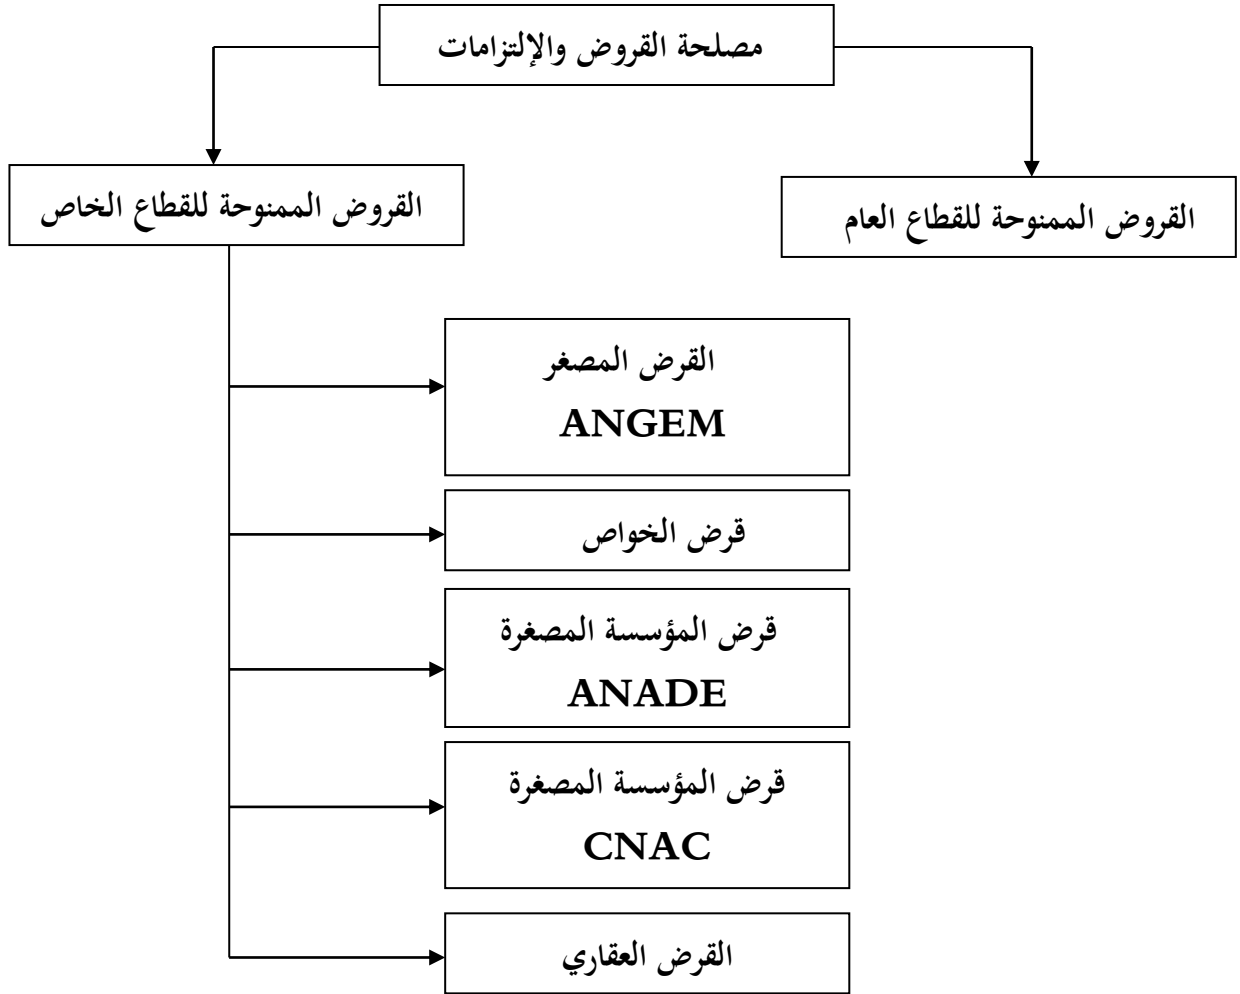 مصلحة القروض والإلتزامات
القروض الممنوحة للقطاع العام
القروض الممنوحة للقطاع الخاص
القرض المصغر
ANGEM
قرض الخواص
قرض المؤسسة المصغرة
ANADE
قرض المؤسسة المصغرة
CNAC
القرض العقاري